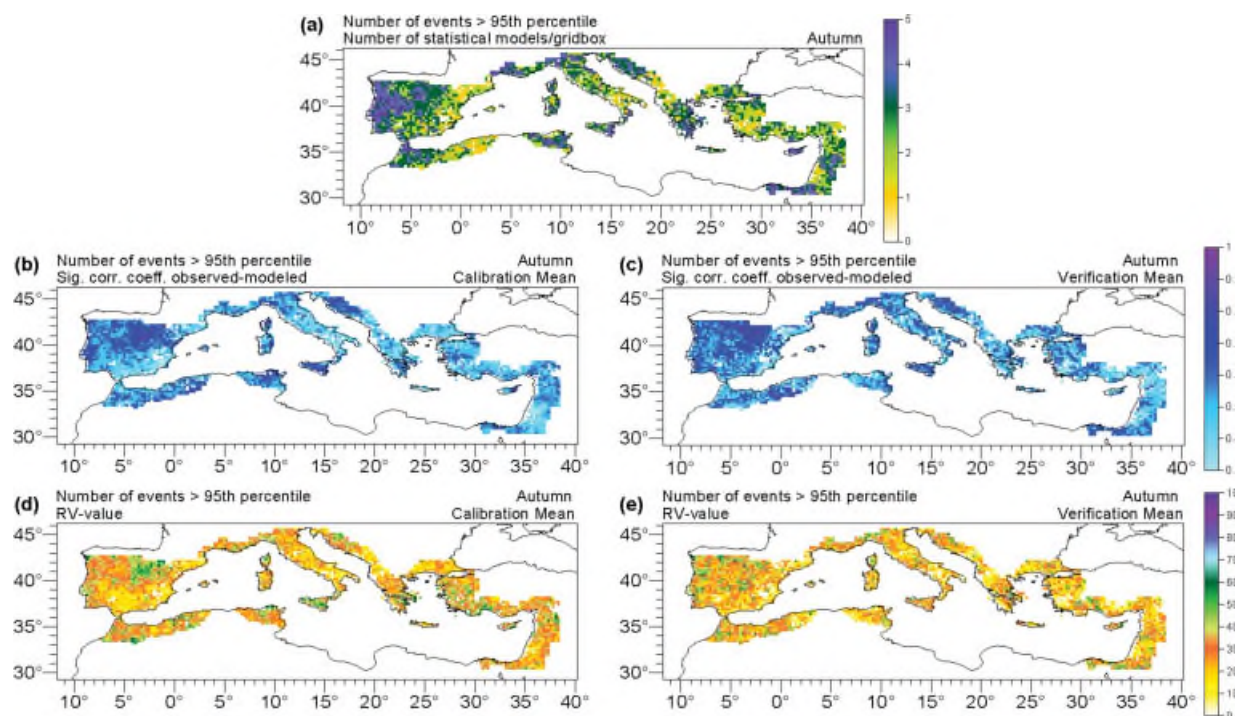 (a) Number of events > 95th percentile
Number of statistical models/gridbox Autumn
5
4
3
2
1
0
45°
40°
35°
30°
10° 5° 0° 5° 10° 15° 20° 25° 30° 35° 40°
(b) Number of events > 95th percentile Autumn
Sig. corr. coeff. observed-modeled Calibration Mean
45°
40°
35°
30°
10° 5° 0° 5° 10° 15° 20° 25° 30° 35° 40°
(c) Number of events > 95th percentile Autumn
Sig. corr. coeff. observed-modeled Verification Mean
1
45°
40°
35°
30°
10° 5° 0° 5° 10° 15° 20° 25° 30° 35° 40°
(d) Number of events > 95th percentile Autumn
RV-value Calibration Mean
45°
40°
35°
30°
10° 5° 0° 5° 10° 15° 20° 25° 30° 35° 40°
(e) Number of events > 95th percentile Autumn
RV-value Verification Mean
90
80
70
60
50
40
30
20
10
0
45°
40°
35°
30°
10° 5° 0° 5° 10° 15° 20° 25° 30° 35° 40°